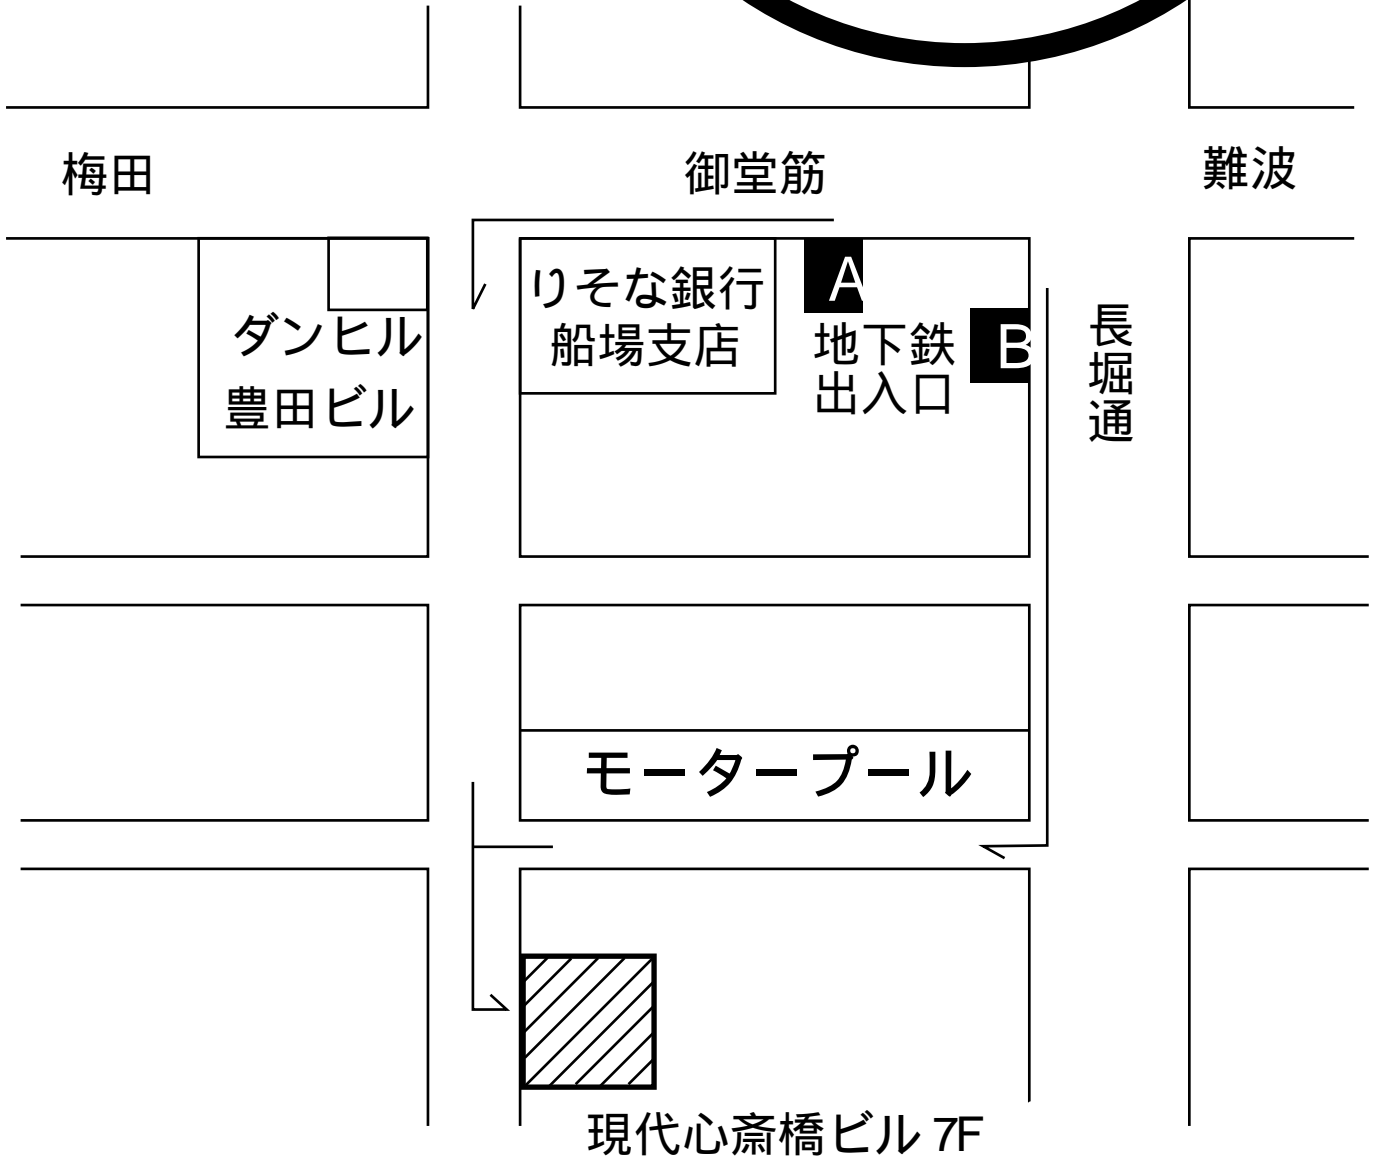 梅田
御堂筋
難波
りそな銀行
船場支店
A
地下鉄
出入口
B
長堀通
ダンヒル
豊田ビル
モータープール
現代心斎橋ビル 7F